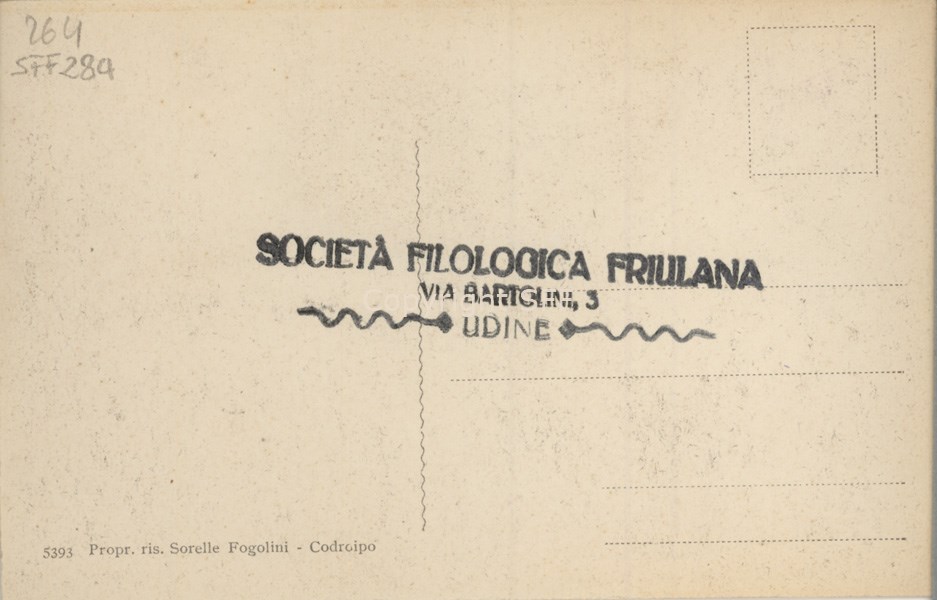 264
SFF284
SOCIETÀ FILOLOGICA FRIULANA
VIA BARTOLINI, 3
UDINE
5393 Propr. ris. Sorelle Fogolini - Codroipo